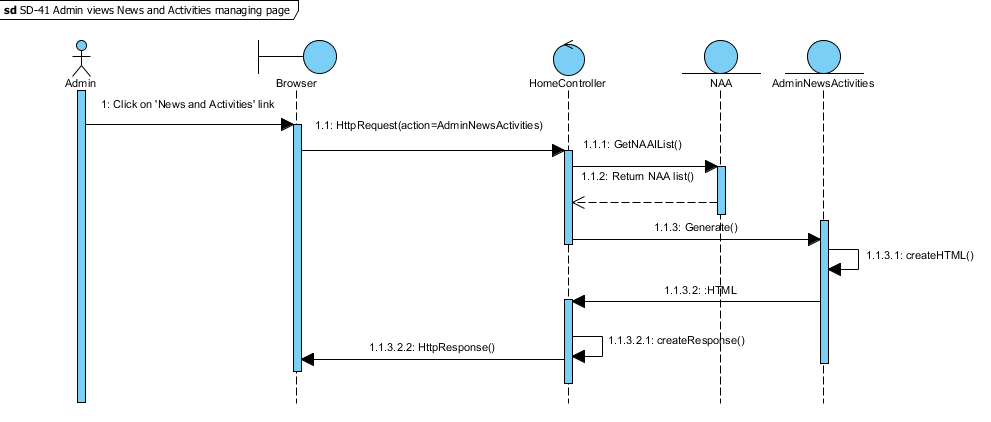 sd SD-41 Admin views News and Activities managing page
Admin
Browser
HomeController
NAA
AdminNewsActivities
1: Click on 'News and Activities' link
1.1: HttpRequest(action=AdminNewsActivities)
1.1.1: GetNAAlList()
1.1.2: Return NAA list()
1.1.3: Generate()
1.1.3.1: createHTML()
1.1.3.2: :HTML
1.1.3.2.1: createResponse()
1.1.3.2.2: HttpResponse()